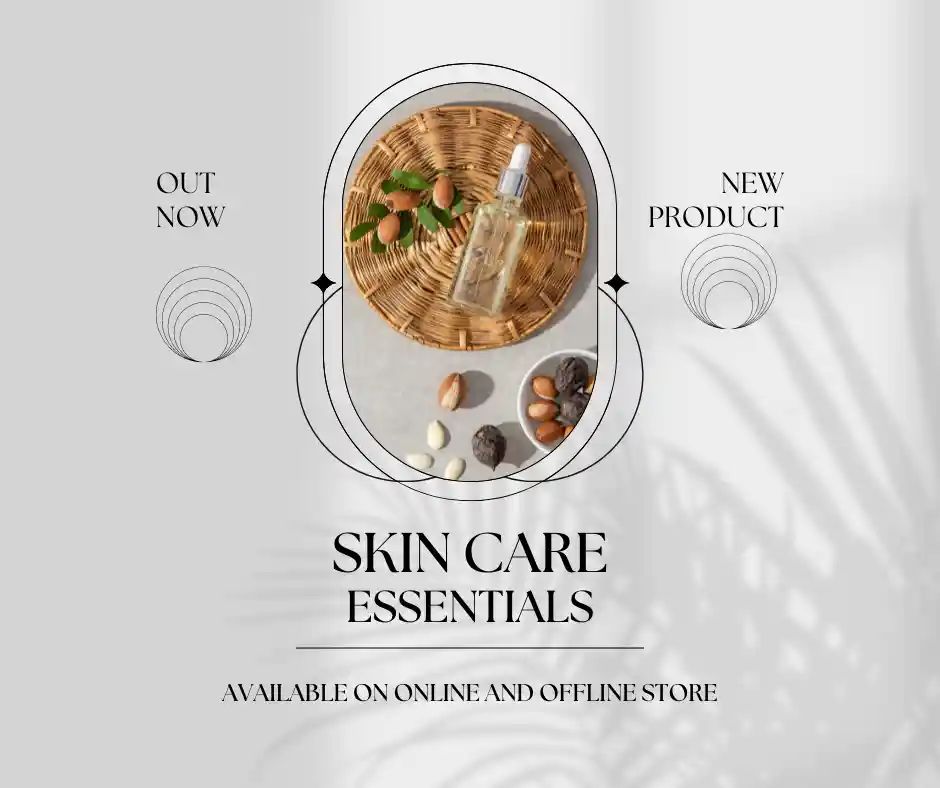 OUT
NOW
NEW
PRODUCT
SKIN CARE
ESSENTIALS
AVAILABLE ON ONLINE AND OFFLINE STORE